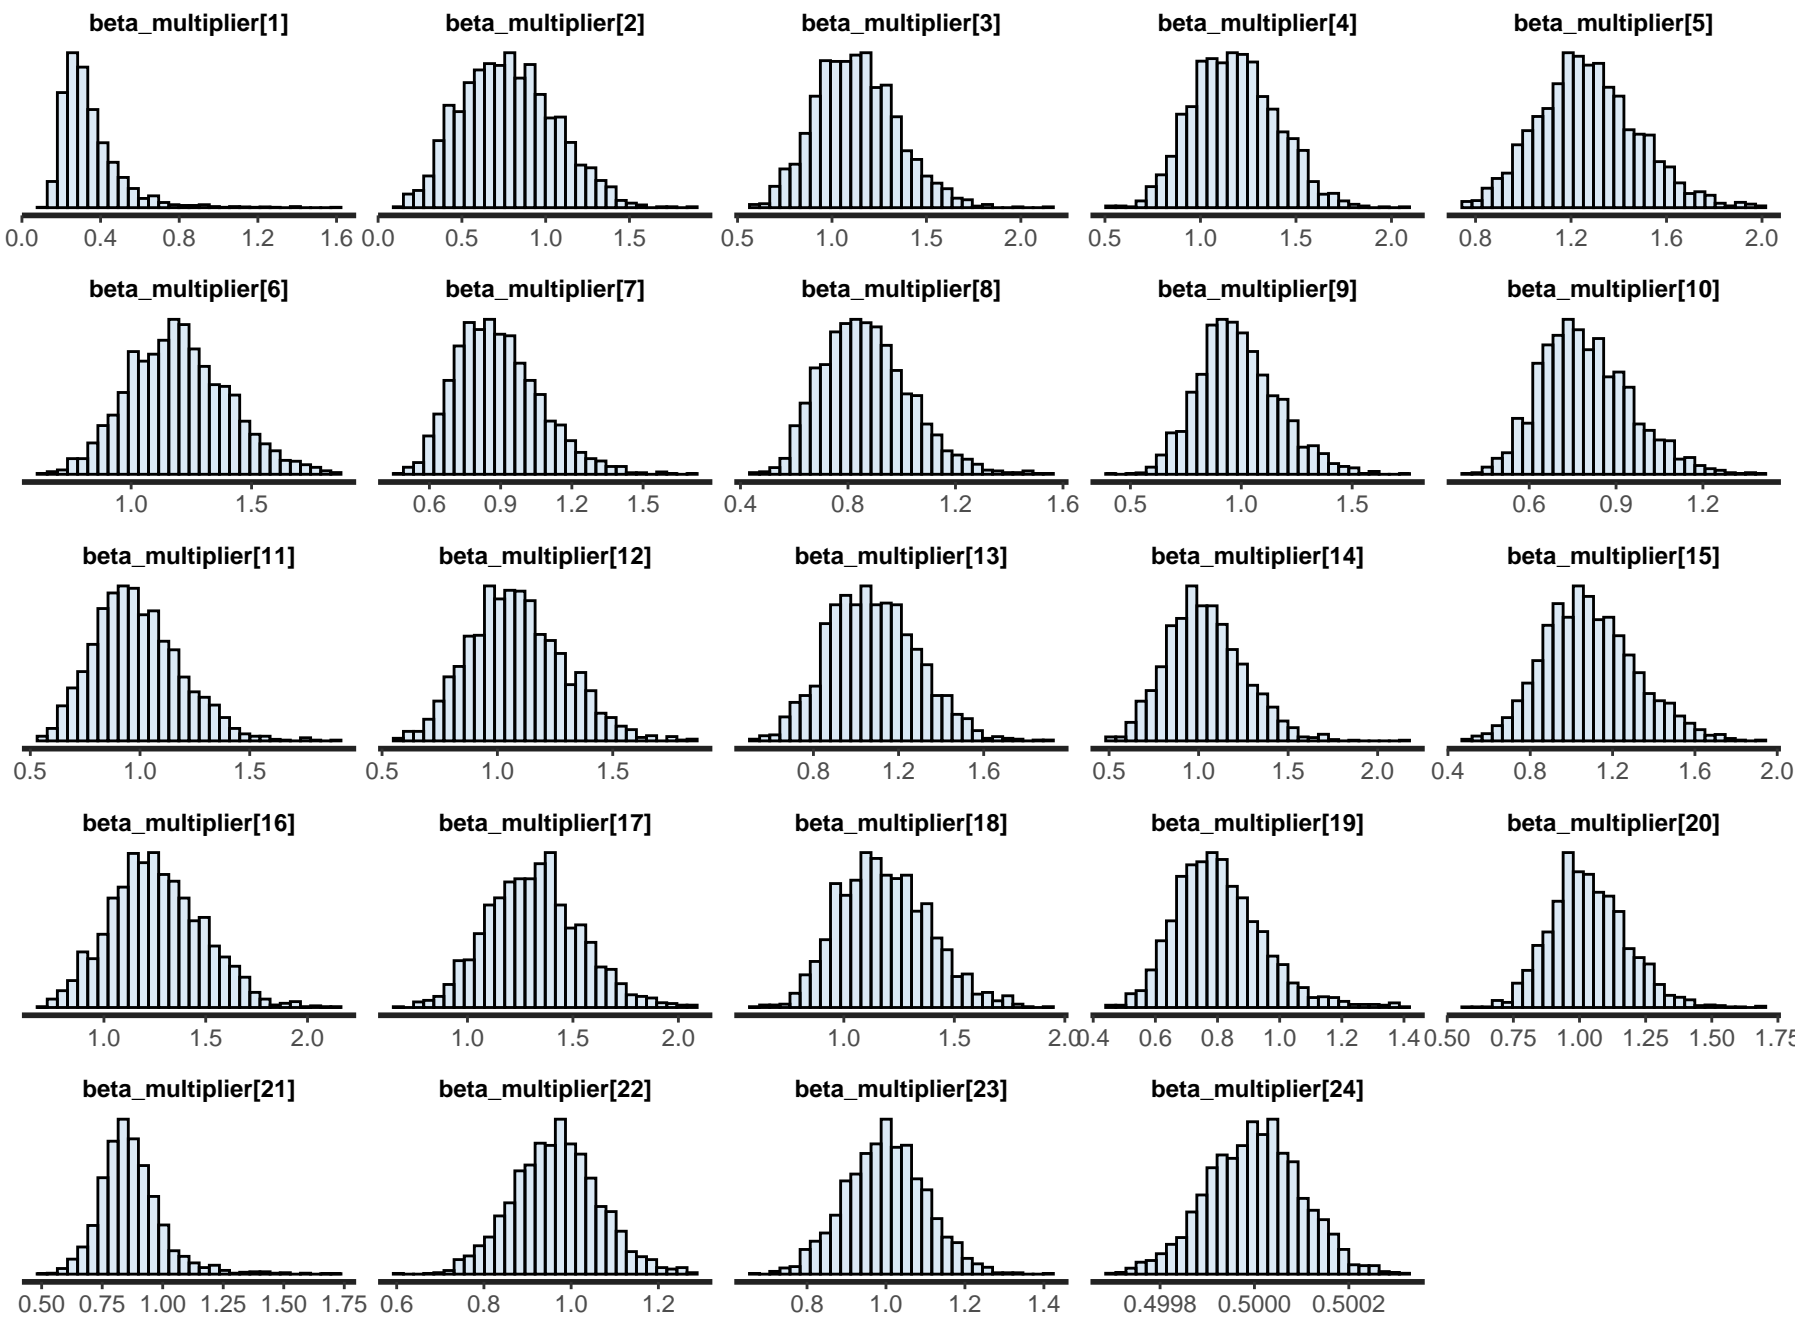 beta_multiplier[1] beta_multiplier[2] beta_multiplier[3] beta_multiplier[4] beta_multiplier[5]
0.0 0.4 0.8 1.2 1.6 0.0 0.5 1.0 1.5 0.5 1.0 1.5 2.0 0.5 1.0 1.5 2.0 0.8 1.2 1.6 2.0
beta_multiplier[6] beta_multiplier[7] beta_multiplier[8] beta_multiplier[9] beta_multiplier[10]
1.0 1.5 0.6 0.9 1.2 1.5 0.4 0.8 1.2 1.6 0.5 1.0 1.5 0.6 0.9 1.2
beta_multiplier[11] beta_multiplier[12] beta_multiplier[13] beta_multiplier[14] beta_multiplier[15]
0.5 1.0 1.5 0.5 1.0 1.5 0.8 1.2 1.6 0.5 1.0 1.5 2.0 0.4 0.8 1.2 1.6 2.0
beta_multiplier[16] beta_multiplier[17] beta_multiplier[18] beta_multiplier[19] beta_multiplier[20]
1.0 1.5 2.0 1.0 1.5 2.0 1.0 1.5 2.0 0.4 0.6 0.8 1.0 1.2 1.4 0.50 0.75 1.00 1.25 1.50 1.75
beta_multiplier[21] beta_multiplier[22] beta_multiplier[23] beta_multiplier[24]
0.50 0.75 1.00 1.25 1.50 1.75 0.6 0.8 1.0 1.2 0.8 1.0 1.2 1.4 0.4998 0.5000 0.5002